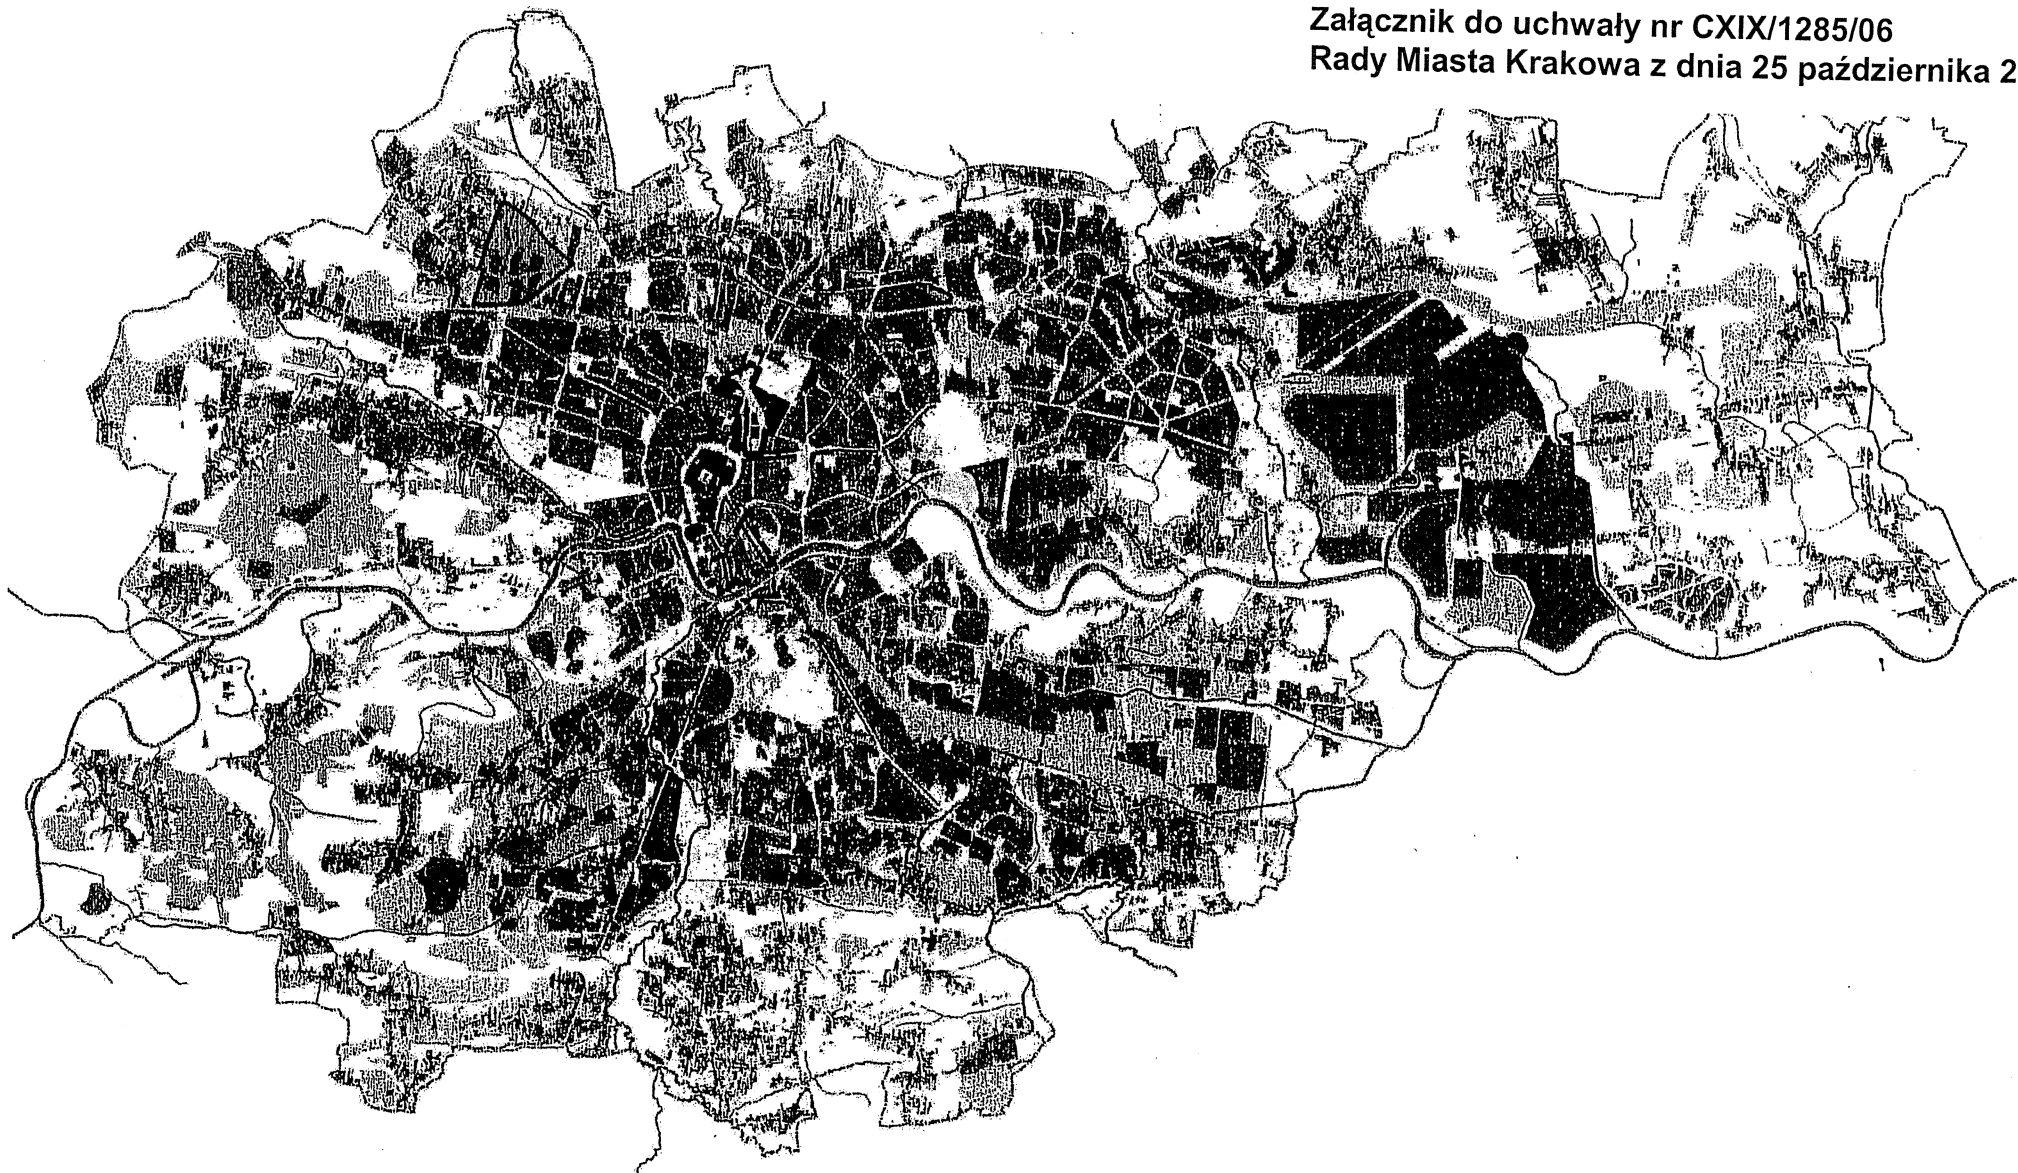 Załącznik do uchwały nr CXIX/1285/06
Rady Miasta Krakowa z dnia 25 października 2